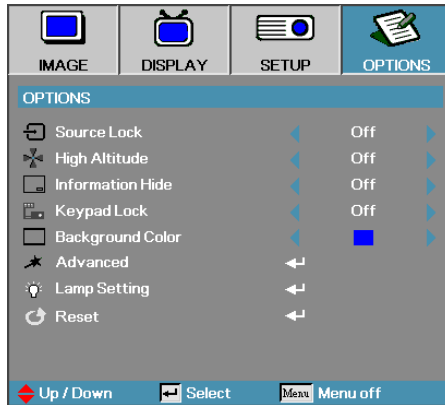 IMAGE DISPLAY SETUP OPTIONS
OPTIONS
Source Lock Off
High Altitude Off
Information Hide Off
Keypad Lock Off
Background Color
Advanced
Lamp Setting
Reset
Up / Down Select Menu Menu off